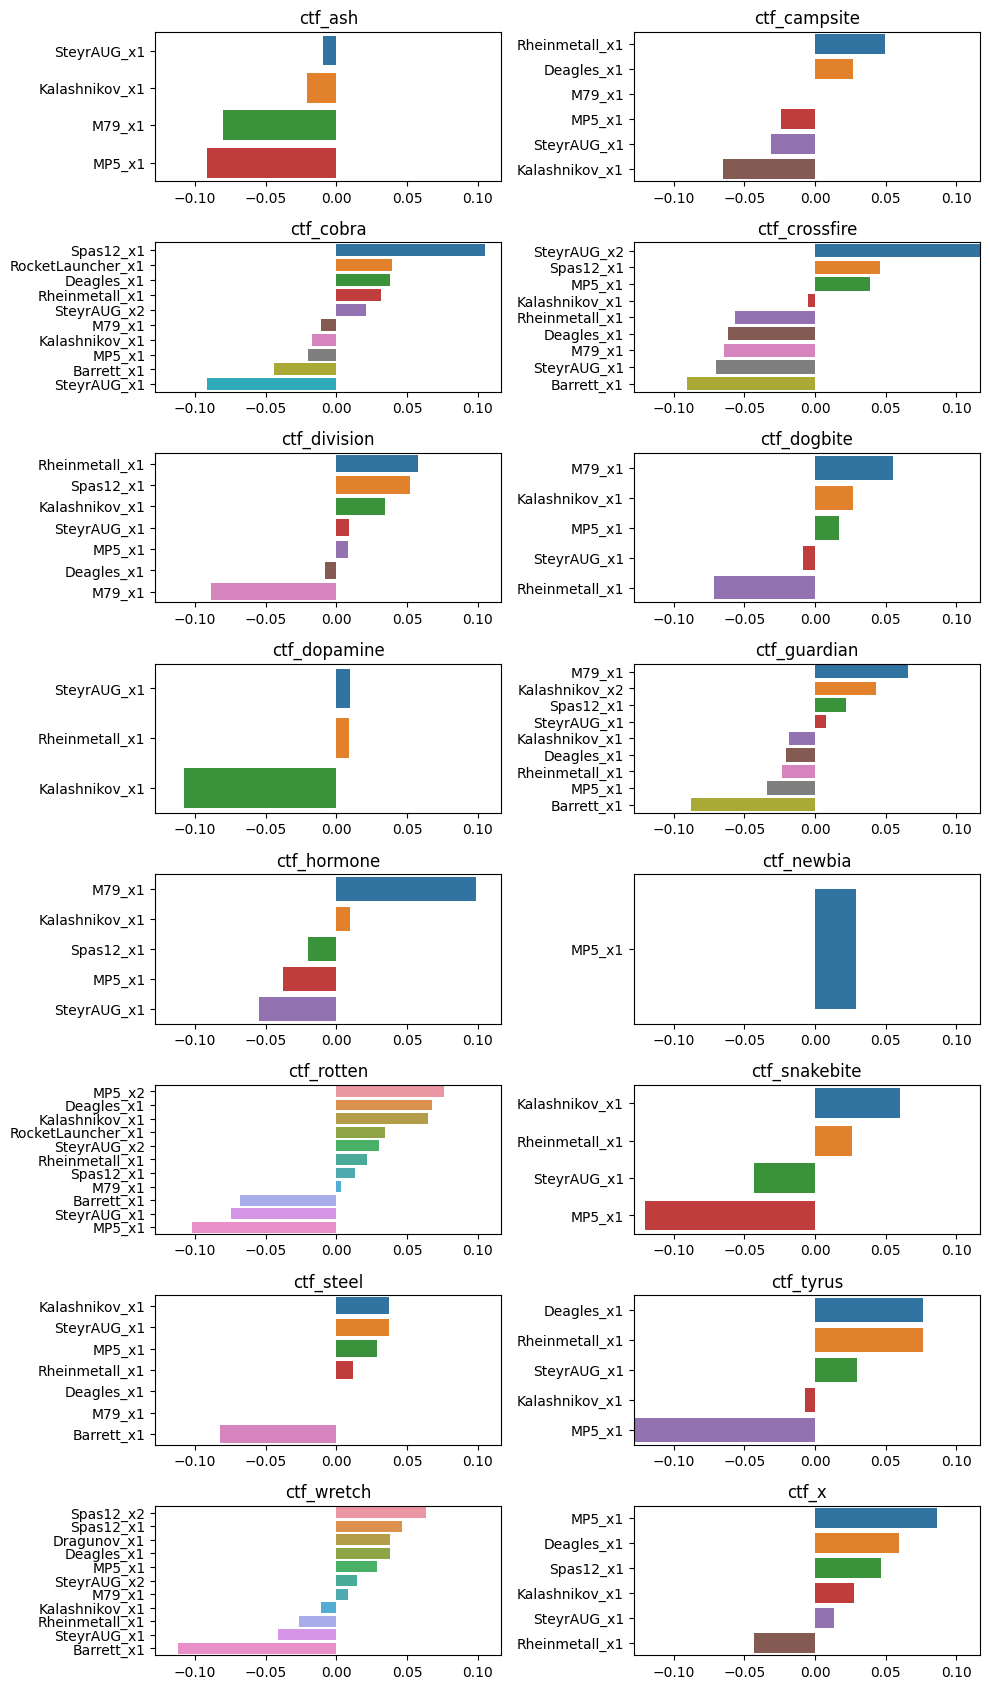 ctf_ash
SteyrAUG_x1
Kalashnikov_x1
M79_x1
MP5_x1
−0.10 −0.05 0.00 0.05 0.10
ctf_campsite
Rheinmetall_x1
Deagles_x1
M79_x1
MP5_x1
SteyrAUG_x1
Kalashnikov_x1
−0.10 −0.05 0.00 0.05 0.10
ctf_cobra
Spas12_x1
RocketLauncher_x1
Deagles_x1
Rheinmetall_x1
SteyrAUG_x2
M79_x1
Kalashnikov_x1
MP5_x1
Barrett_x1
SteyrAUG_x1
−0.10 −0.05 0.00 0.05 0.10
ctf_crossfire
SteyrAUG_x2
Spas12_x1
MP5_x1
Kalashnikov_x1
Rheinmetall_x1
Deagles_x1
M79_x1
SteyrAUG_x1
Barrett_x1
−0.10 −0.05 0.00 0.05 0.10
ctf_division
Rheinmetall_x1
Spas12_x1
Kalashnikov_x1
SteyrAUG_x1
MP5_x1
Deagles_x1
M79_x1
−0.10 −0.05 0.00 0.05 0.10
ctf_dogbite
M79_x1
Kalashnikov_x1
MP5_x1
SteyrAUG_x1
Rheinmetall_x1
−0.10 −0.05 0.00 0.05 0.10
ctf_dopamine
SteyrAUG_x1
Rheinmetall_x1
Kalashnikov_x1
−0.10 −0.05 0.00 0.05 0.10
ctf_guardian
M79_x1
Kalashnikov_x2
Spas12_x1
SteyrAUG_x1
Kalashnikov_x1
Deagles_x1
Rheinmetall_x1
MP5_x1
Barrett_x1
−0.10 −0.05 0.00 0.05 0.10
ctf_hormone
M79_x1
Kalashnikov_x1
Spas12_x1
MP5_x1
SteyrAUG_x1
−0.10 −0.05 0.00 0.05 0.10
ctf_newbia
MP5_x1
−0.10 −0.05 0.00 0.05 0.10
ctf_rotten
MP5_x2
Deagles_x1
Kalashnikov_x1
RocketLauncher_x1
SteyrAUG_x2
Rheinmetall_x1
Spas12_x1
M79_x1
Barrett_x1
SteyrAUG_x1
MP5_x1
−0.10 −0.05 0.00 0.05 0.10
ctf_snakebite
Kalashnikov_x1
Rheinmetall_x1
SteyrAUG_x1
MP5_x1
−0.10 −0.05 0.00 0.05 0.10
ctf_steel
Kalashnikov_x1
SteyrAUG_x1
MP5_x1
Rheinmetall_x1
Deagles_x1
M79_x1
Barrett_x1
−0.10 −0.05 0.00 0.05 0.10
ctf_tyrus
Deagles_x1
Rheinmetall_x1
SteyrAUG_x1
Kalashnikov_x1
MP5_x1
−0.10 −0.05 0.00 0.05 0.10
ctf_wretch
Spas12_x2
Spas12_x1
Dragunov_x1
Deagles_x1
MP5_x1
SteyrAUG_x2
M79_x1
Kalashnikov_x1
Rheinmetall_x1
SteyrAUG_x1
Barrett_x1
−0.10 −0.05 0.00 0.05 0.10
ctf_x
MP5_x1
Deagles_x1
Spas12_x1
Kalashnikov_x1
SteyrAUG_x1
Rheinmetall_x1
−0.10 −0.05 0.00 0.05 0.10